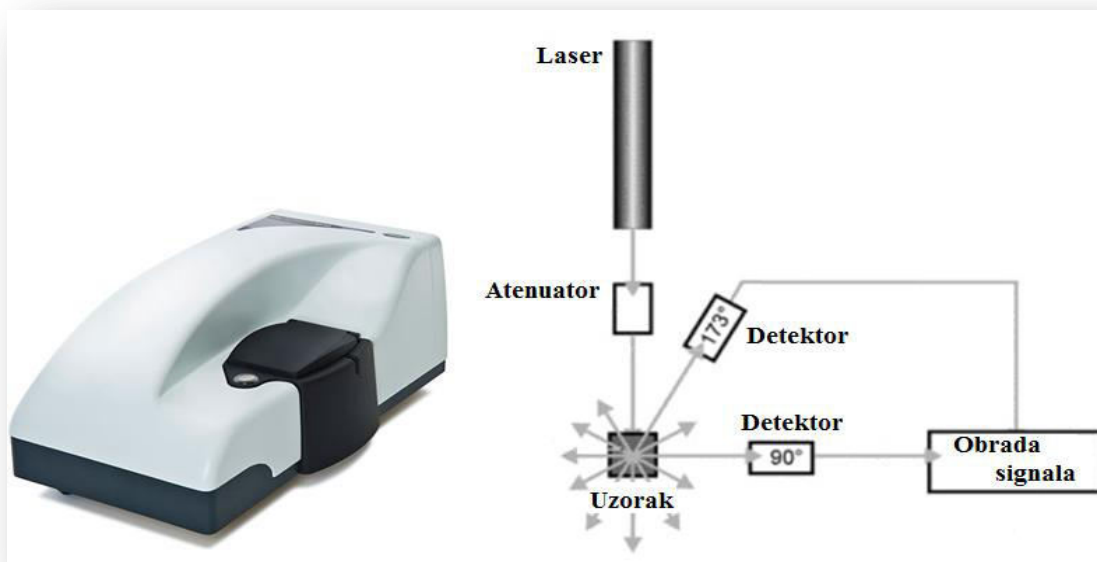 Laser
Atenuator
173°
Detektor
Detektor
90°
Obrada
signala
Uzorak